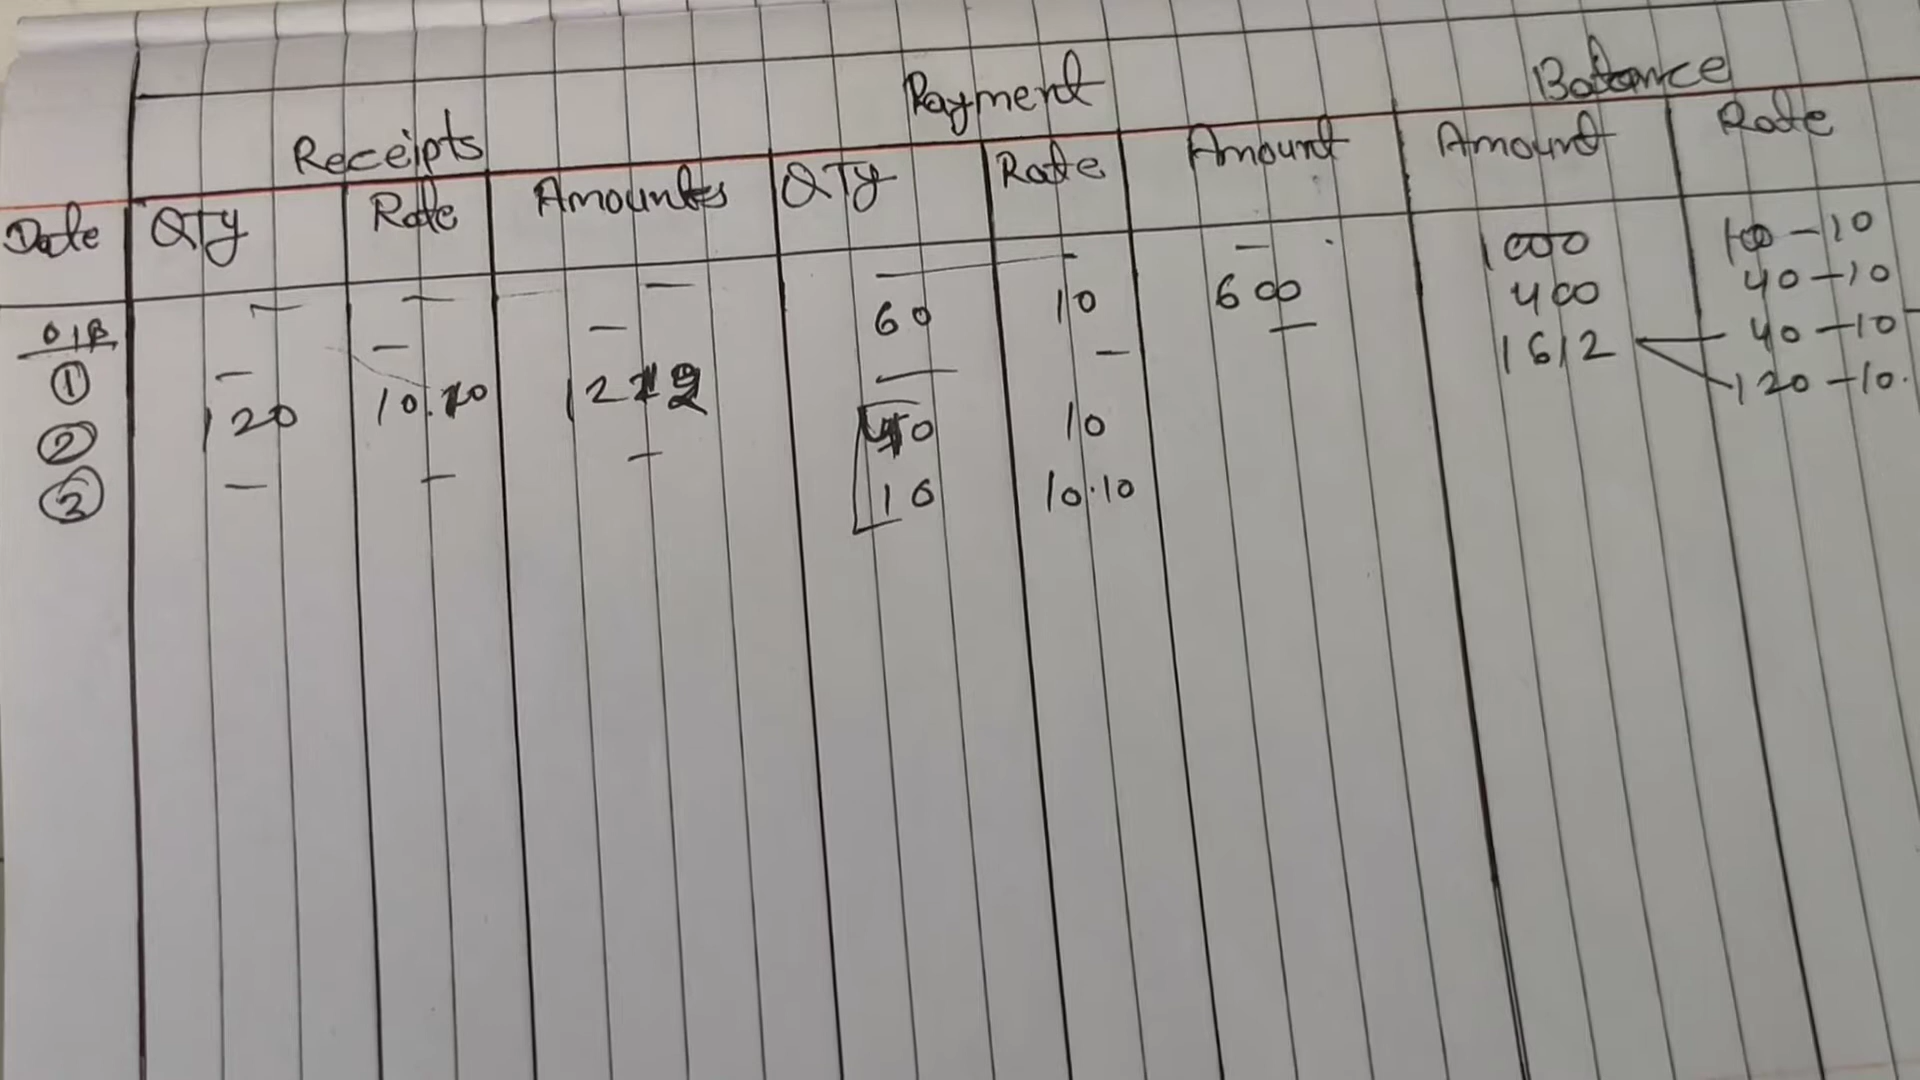 Receipts Payment Balance
Date QTY Rate Amounts QTY Rate Amount Amount Rate
O/B — — — — — — 1000 100 – 10
① — — — 60 10 600 400 40 – 10
② 120 10.10 1212 — — — 1612 40 – 10
120 – 10.
③ — — — 40 10
10 10.10